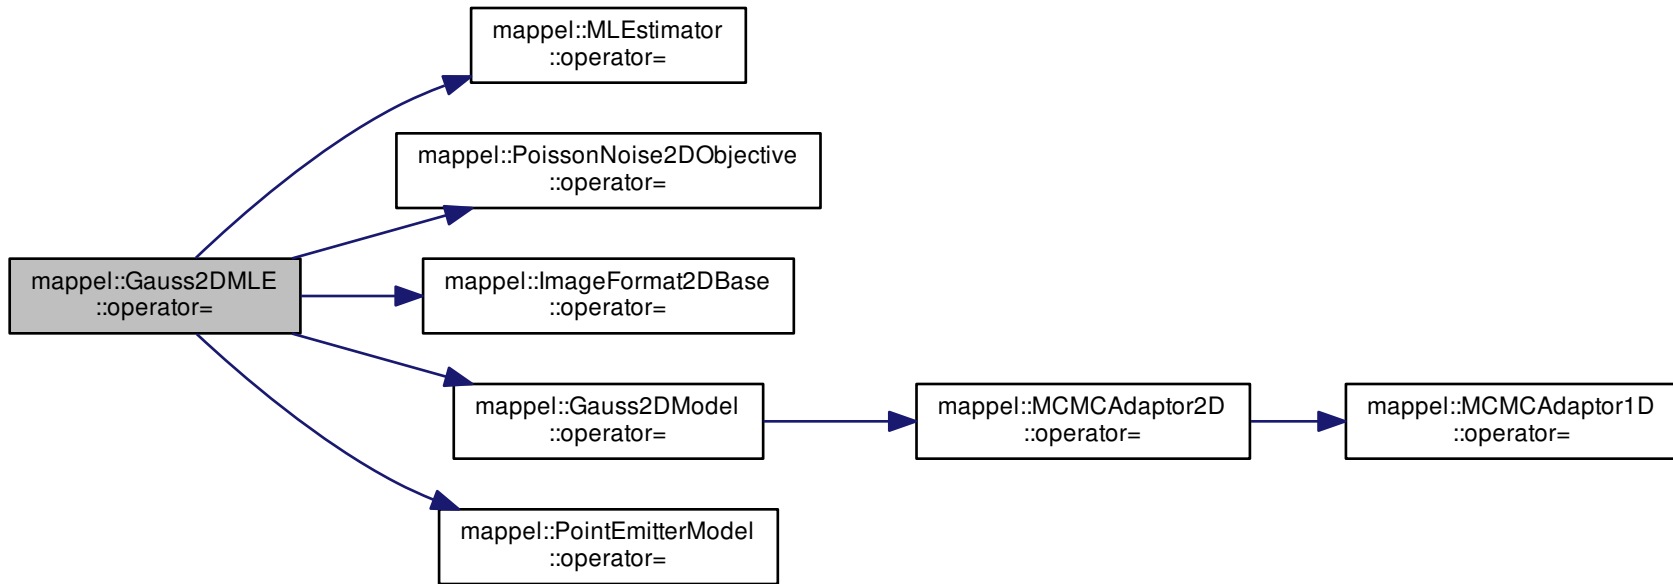 mappel::MLEstimator
::operator=
mappel::PoissonNoise2DObjective
::operator=
mappel::Gauss2DMLE
::operator=
mappel::ImageFormat2DBase
::operator=
mappel::Gauss2DModel
::operator=
mappel::MCMCAdaptor2D
::operator=
mappel::MCMCAdaptor1D
::operator=
mappel::PointEmitterModel
::operator=